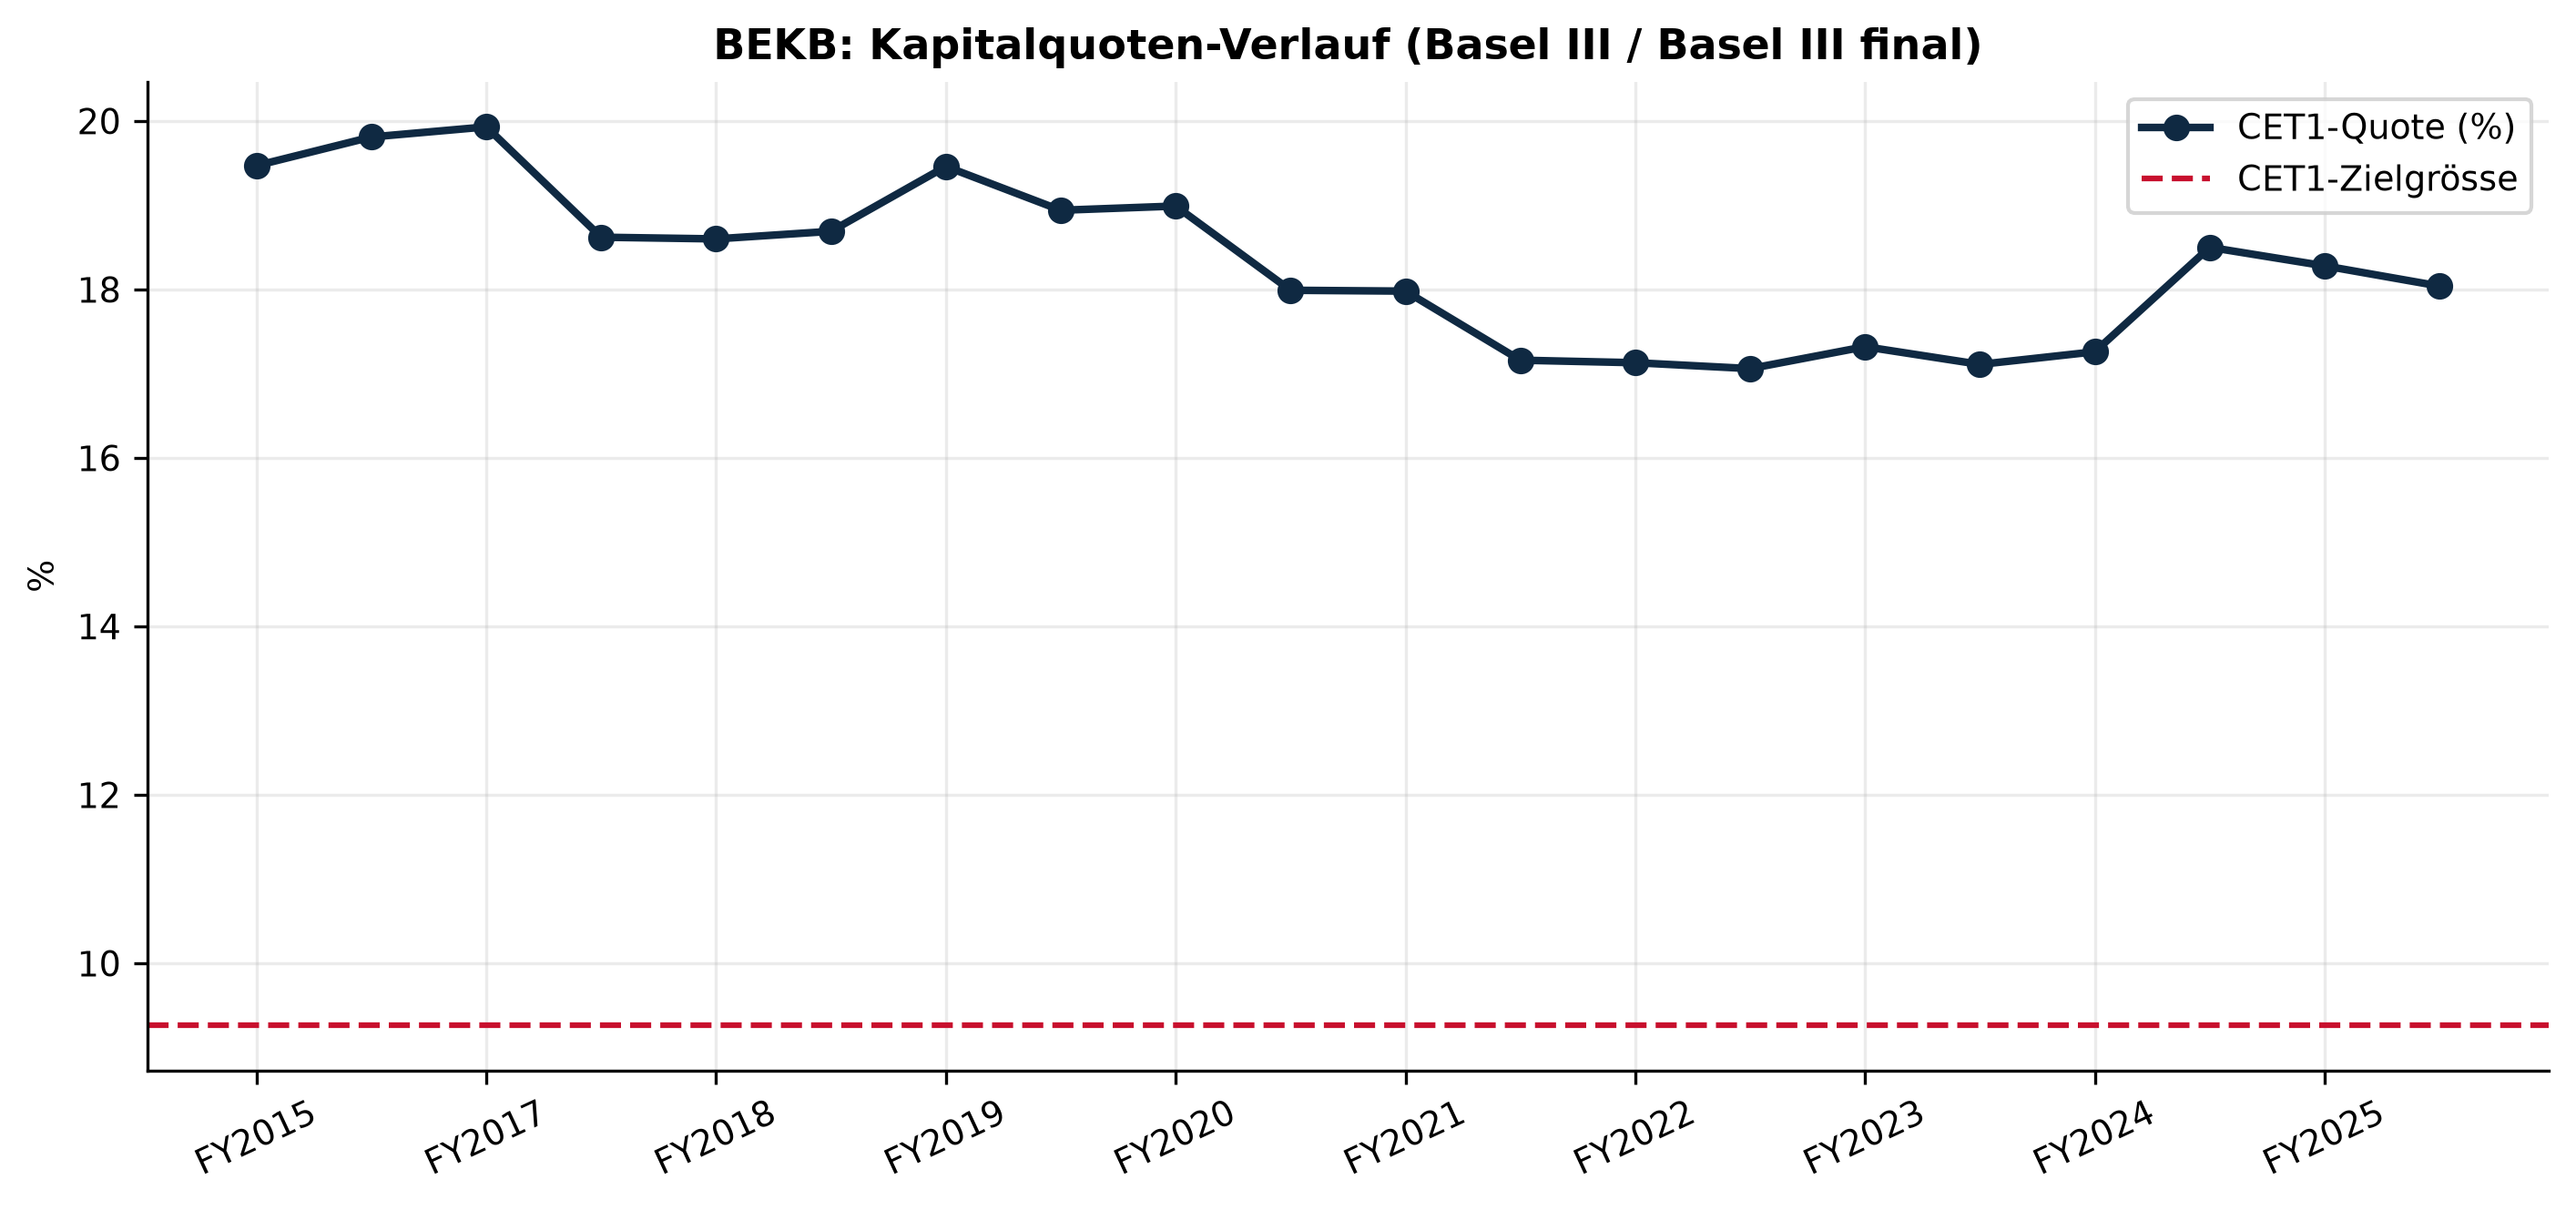 BEKB: Kapitalquoten-Verlauf (Basel III / Basel III final)
CET1-Quote (%)
CET1-Zielgrösse
%
20
18
16
14
12
10
FY2015
FY2017
FY2018
FY2019
FY2020
FY2021
FY2022
FY2023
FY2024
FY2025